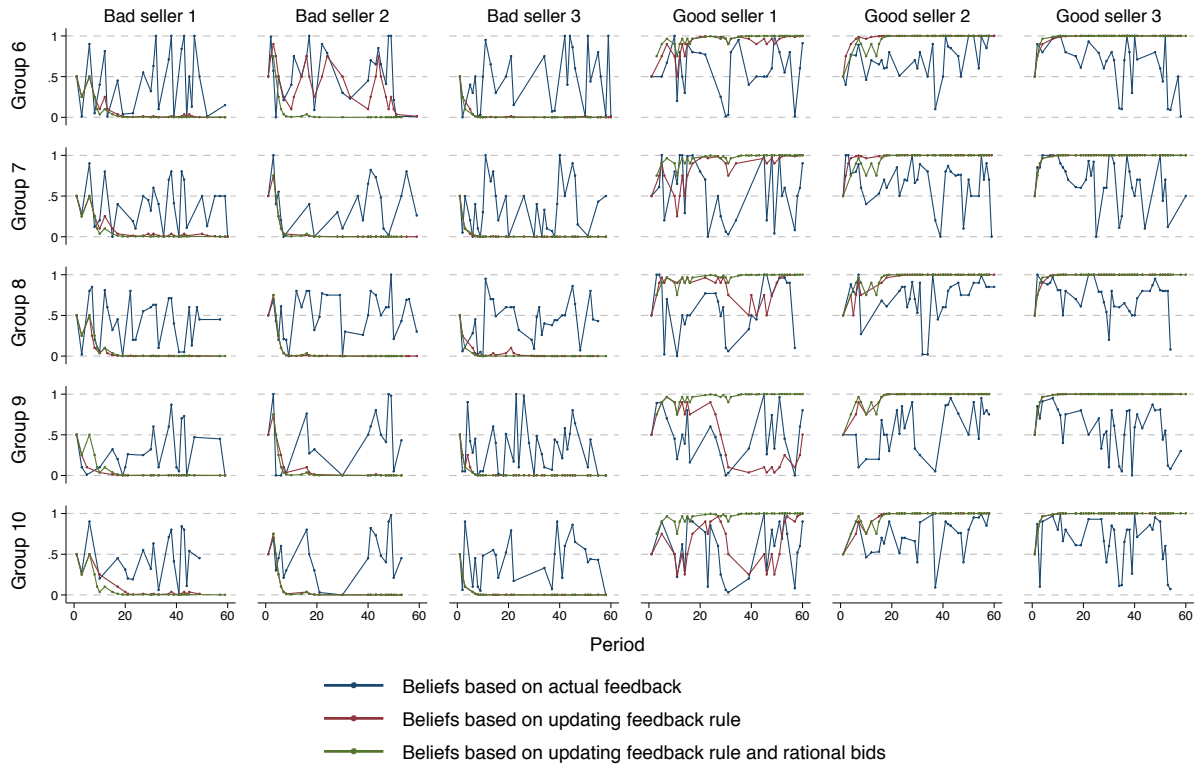 Bad seller 1 Bad seller 2 Bad seller 3 Good seller 1 Good seller 2 Good seller 3
Group 6
1
.5
0
Group 7
1
.5
0
Group 8
1
.5
0
Group 9
1
.5
0
Group 10
1
.5
0
0 20 40 60 0 20 40 60 0 20 40 60 0 20 40 60 0 20 40 60 0 20 40 60
Period
Beliefs based on actual feedback
Beliefs based on updating feedback rule
Beliefs based on updating feedback rule and rational bids